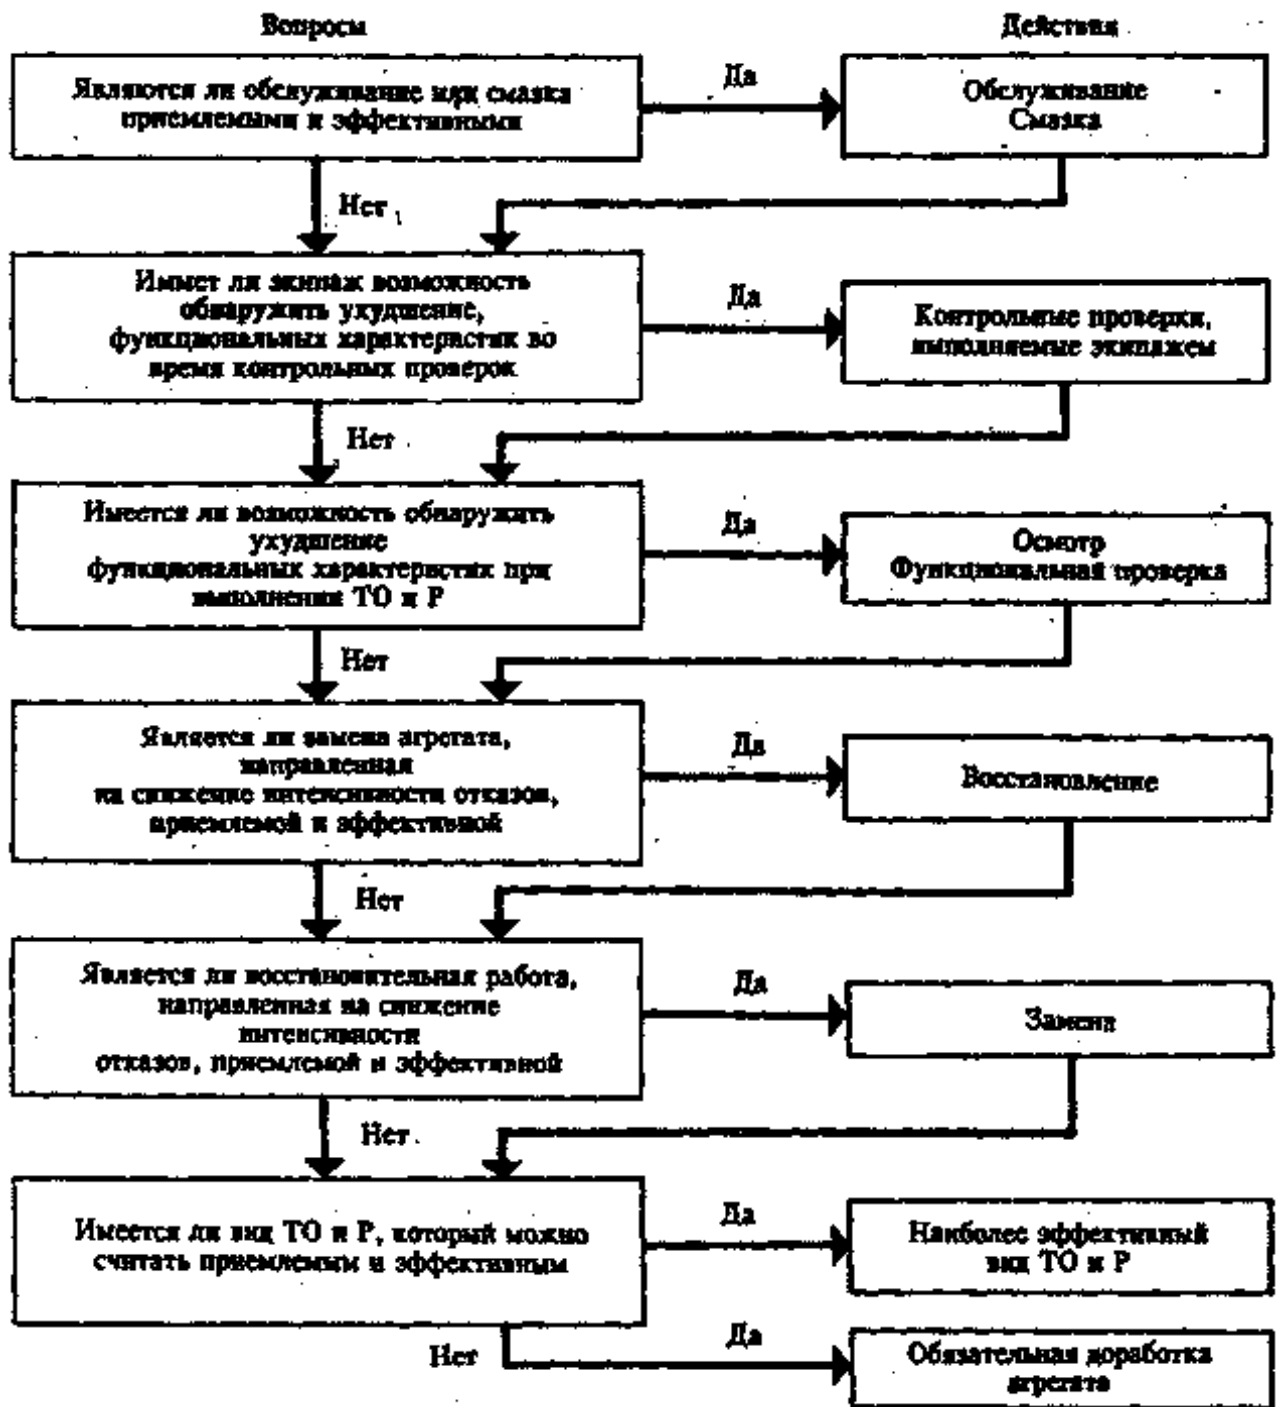 Вопросы
Действия
Являются ли обслуживание или смазка
приемлемыми и эффективными
Да
Обслуживание
Смазка
Нет
Иммет ли экипаж возможность
обнаружить ухудшение,
функциональных характеристик во
время контрольных проверок
Да
Контрольные проверки,
выполняемые экипажем
Нет
Имеется ли возможность обнаружить
ухудшение
функциональных характеристик при
выполнении ТО и Р
Да
Осмотр
Функциональная проверка
Нет
Является ли замена агрегата,
направленная
на снижение интенсивности отказов,
приемлемой и эффективной
Да
Восстановление
Нет
Является ли восстановительная работа,
направленная на снижение
интенсивности
отказов, приемлемой и эффективной
Да
Замена
Нет
Имеется ли вид ТО и Р, который можно
считать приемлемым и эффективным
Да
Наиболее эффективный
вид ТО и Р
Нет
Да
Обязательная доработка
агрегата